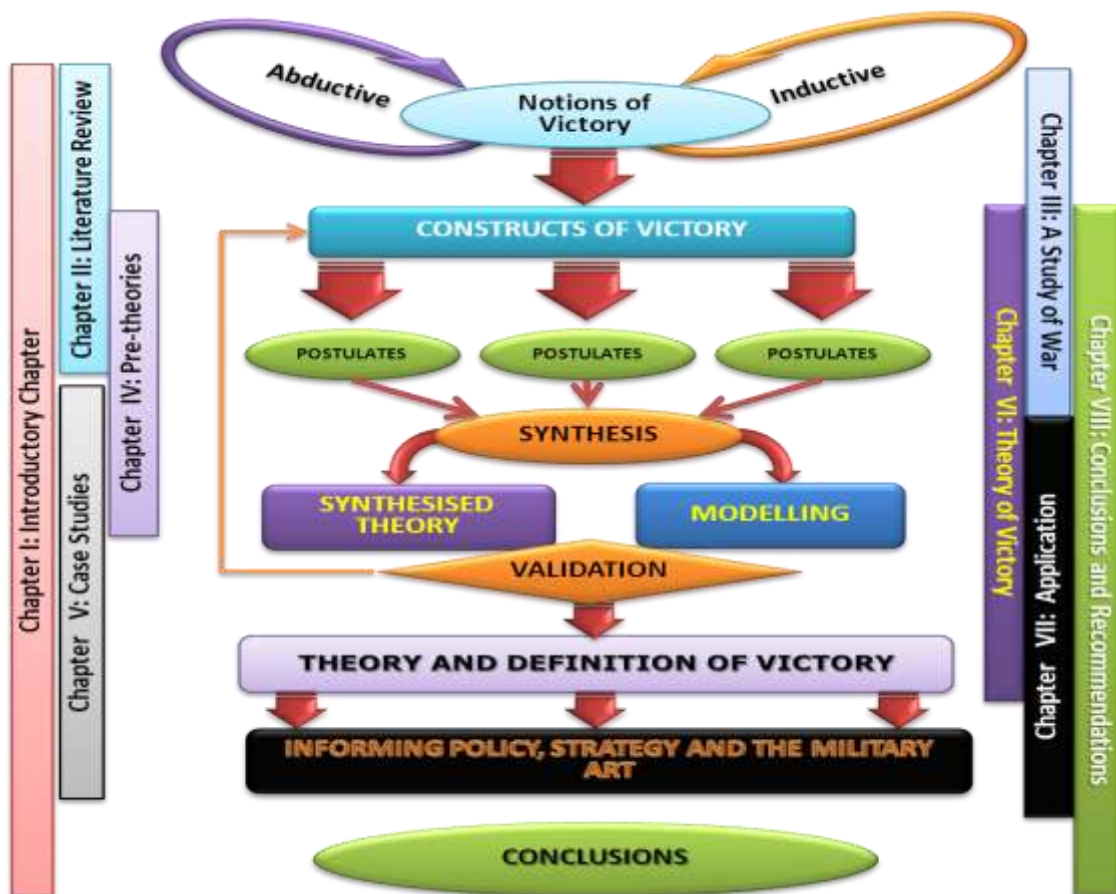 Abductive
Inductive
Notions of
Victory
CONSTRUCTS OF VICTORY
POSTULATES
POSTULATES
POSTULATES
SYNTHESIS
SYNTHESISED
THEORY
MODELLING
VALIDATION
THEORY AND DEFINITION OF VICTORY
INFORMING POLICY, STRATEGY AND THE MILITARY
ART
CONCLUSIONS
Chapter I: Introductory Chapter
Chapter II: Literature Review
Chapter V: Case Studies
Chapter IV: Pre-theories
Chapter VI: Theory of Victory
Chapter III: A Study of War
Chapter VII: Application
Chapter VIII: Conclusions and Recommendations